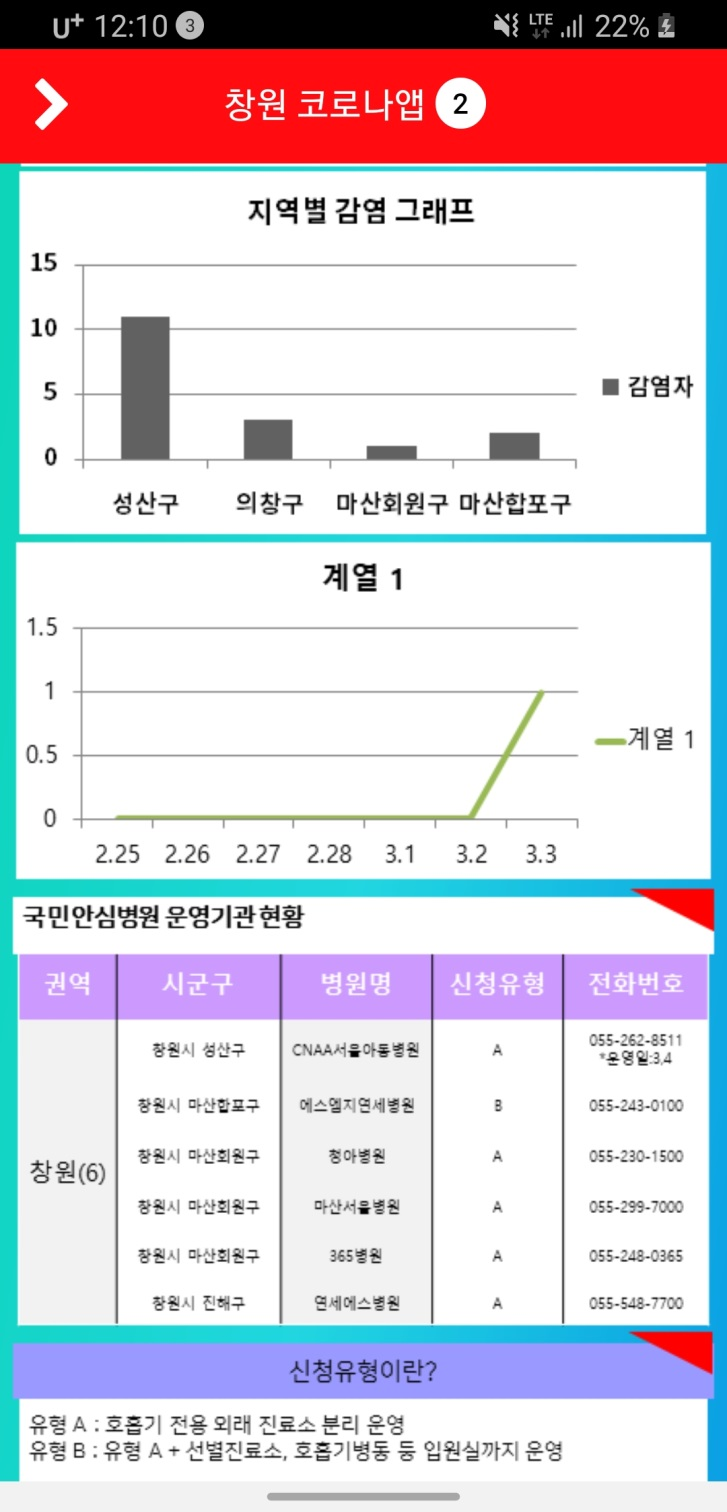 U+ 12:10 3 LTE 22%
창원 코로나앱 2
지역별 감염 그래프
15
10
5
0
감염자
성산구 의창구 마산회원구 마산합포구
계열 1
1.5
1
0.5
0
계열 1
2.25 2.26 2.27 2.28 3.1 3.2 3.3
국민안심병원 운영기관 현황
권역 시군구 병원명 신청유형 전화번호
창원(6)
창원시 성산구 CNAA서울아동병원 A 055-262-8511
*운영일:3,4
창원시 마산합포구 에스엠지연세병원 B 055-243-0100
창원시 마산회원구 청아병원 A 055-230-1500
창원시 마산회원구 마산서울병원 A 055-299-7000
창원시 마산회원구 365병원 A 055-248-0365
창원시 진해구 연세에스병원 A 055-548-7700
신청유형이란?
유형 A : 호흡기 전용 외래 진료소 분리 운영
유형 B : 유형 A + 선별진료소, 호흡기병동 등 입원실까지 운영